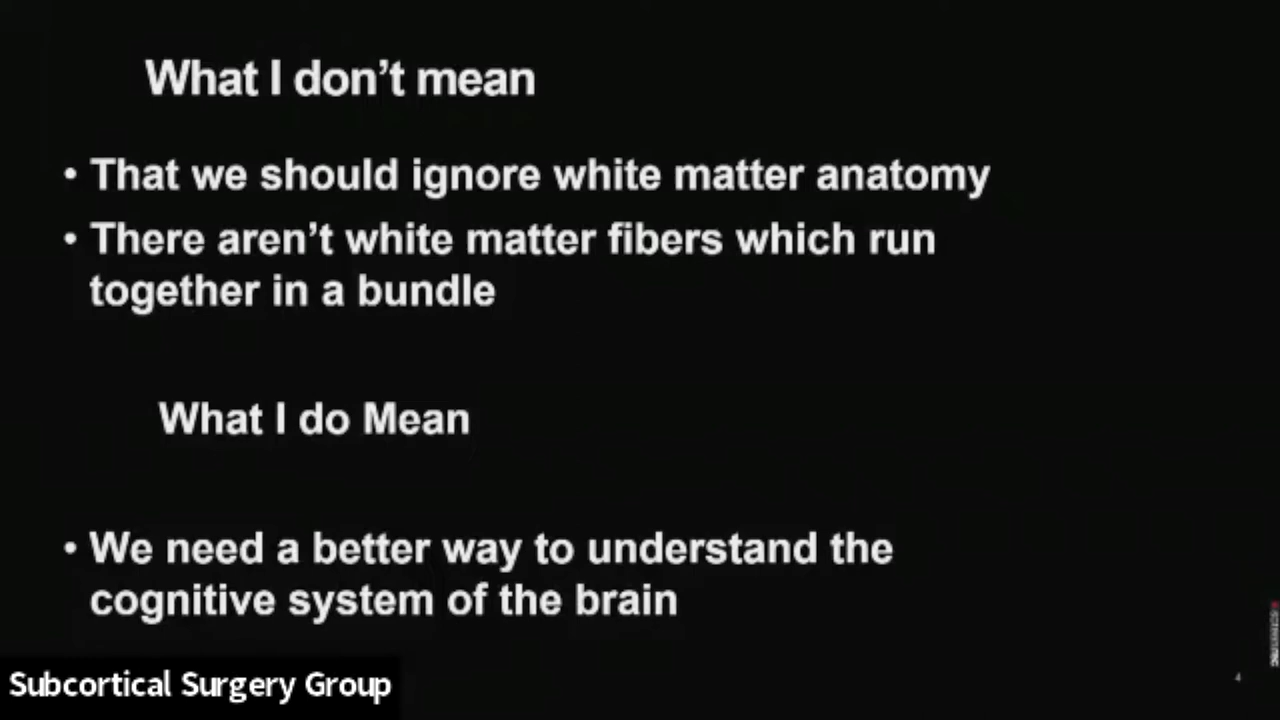 What I don't mean
• That we should ignore white matter anatomy
• There aren't white matter fibers which run
together in a bundle
What I do Mean
• We need a better way to understand the
cognitive system of the brain
4
Subcortical Surgery Group